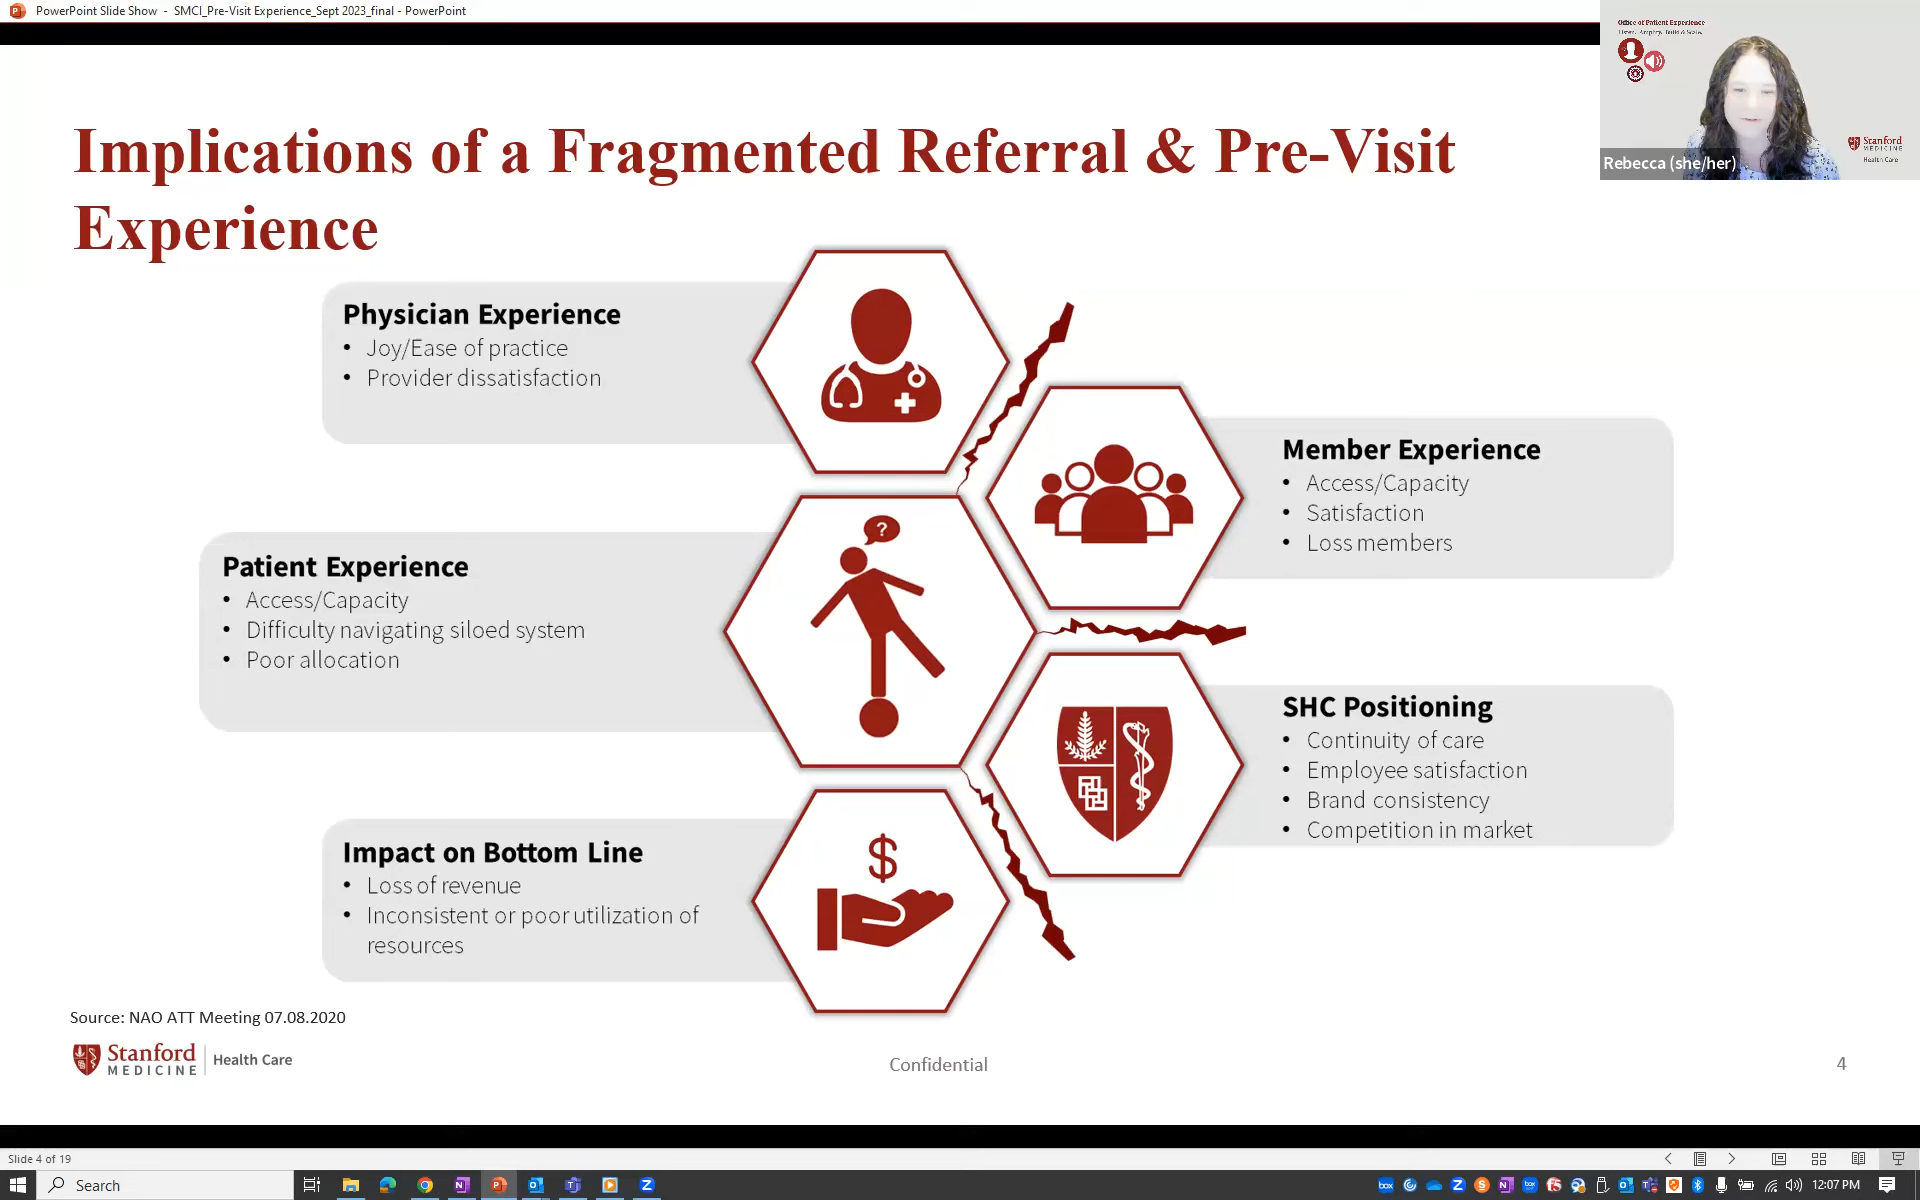 PowerPoint Slide Show - SMCI_Pre-Visit Experience_Sept 2023_final - PowerPoint
Office of Patient Experience
Listen. Amplify. Build & Scale.
Stanford
MEDICINE
Health Care
Rebecca (she/her)
Implications of a Fragmented Referral & Pre-Visit
Experience
Physician Experience
• Joy/Ease of practice
• Provider dissatisfaction
Member Experience
• Access/Capacity
• Satisfaction
• Loss members
?
Patient Experience
• Access/Capacity
• Difficulty navigating siloed system
• Poor allocation
SHC Positioning
• Continuity of care
• Employee satisfaction
• Brand consistency
• Competition in market
Impact on Bottom Line
• Loss of revenue
• Inconsistent or poor utilization of
resources
$
Source: NAO ATT Meeting 07.08.2020
Stanford
MEDICINE
Health Care
Confidential
4
Slide 4 of 19
Search
12:07 PM